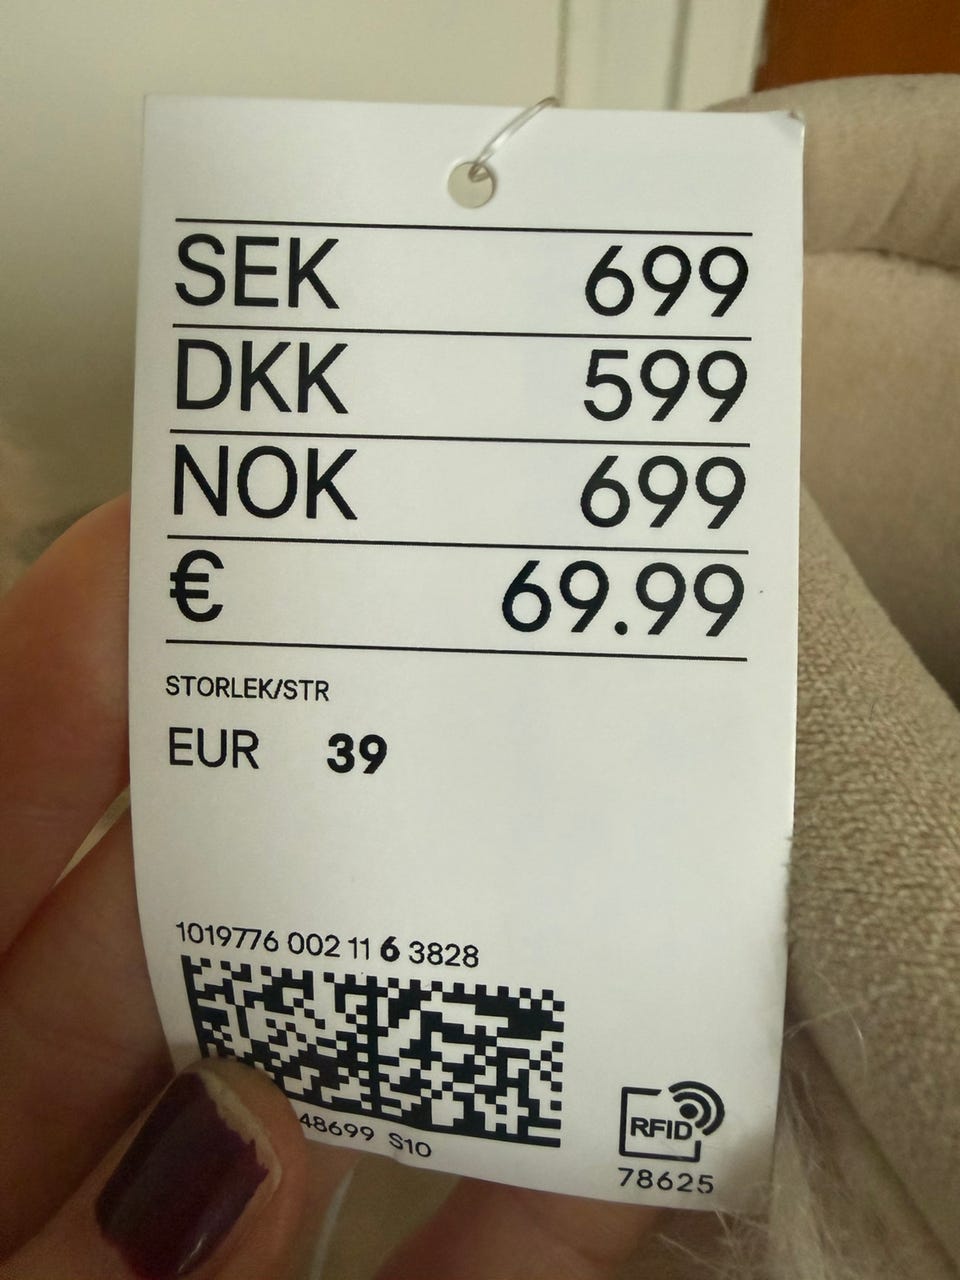 SEK 699
DKK 599
NOK 699
€ 69.99
STORLEK/STR
EUR 39
1019776 002 11 6 3828
48699 S10
RFID
78625